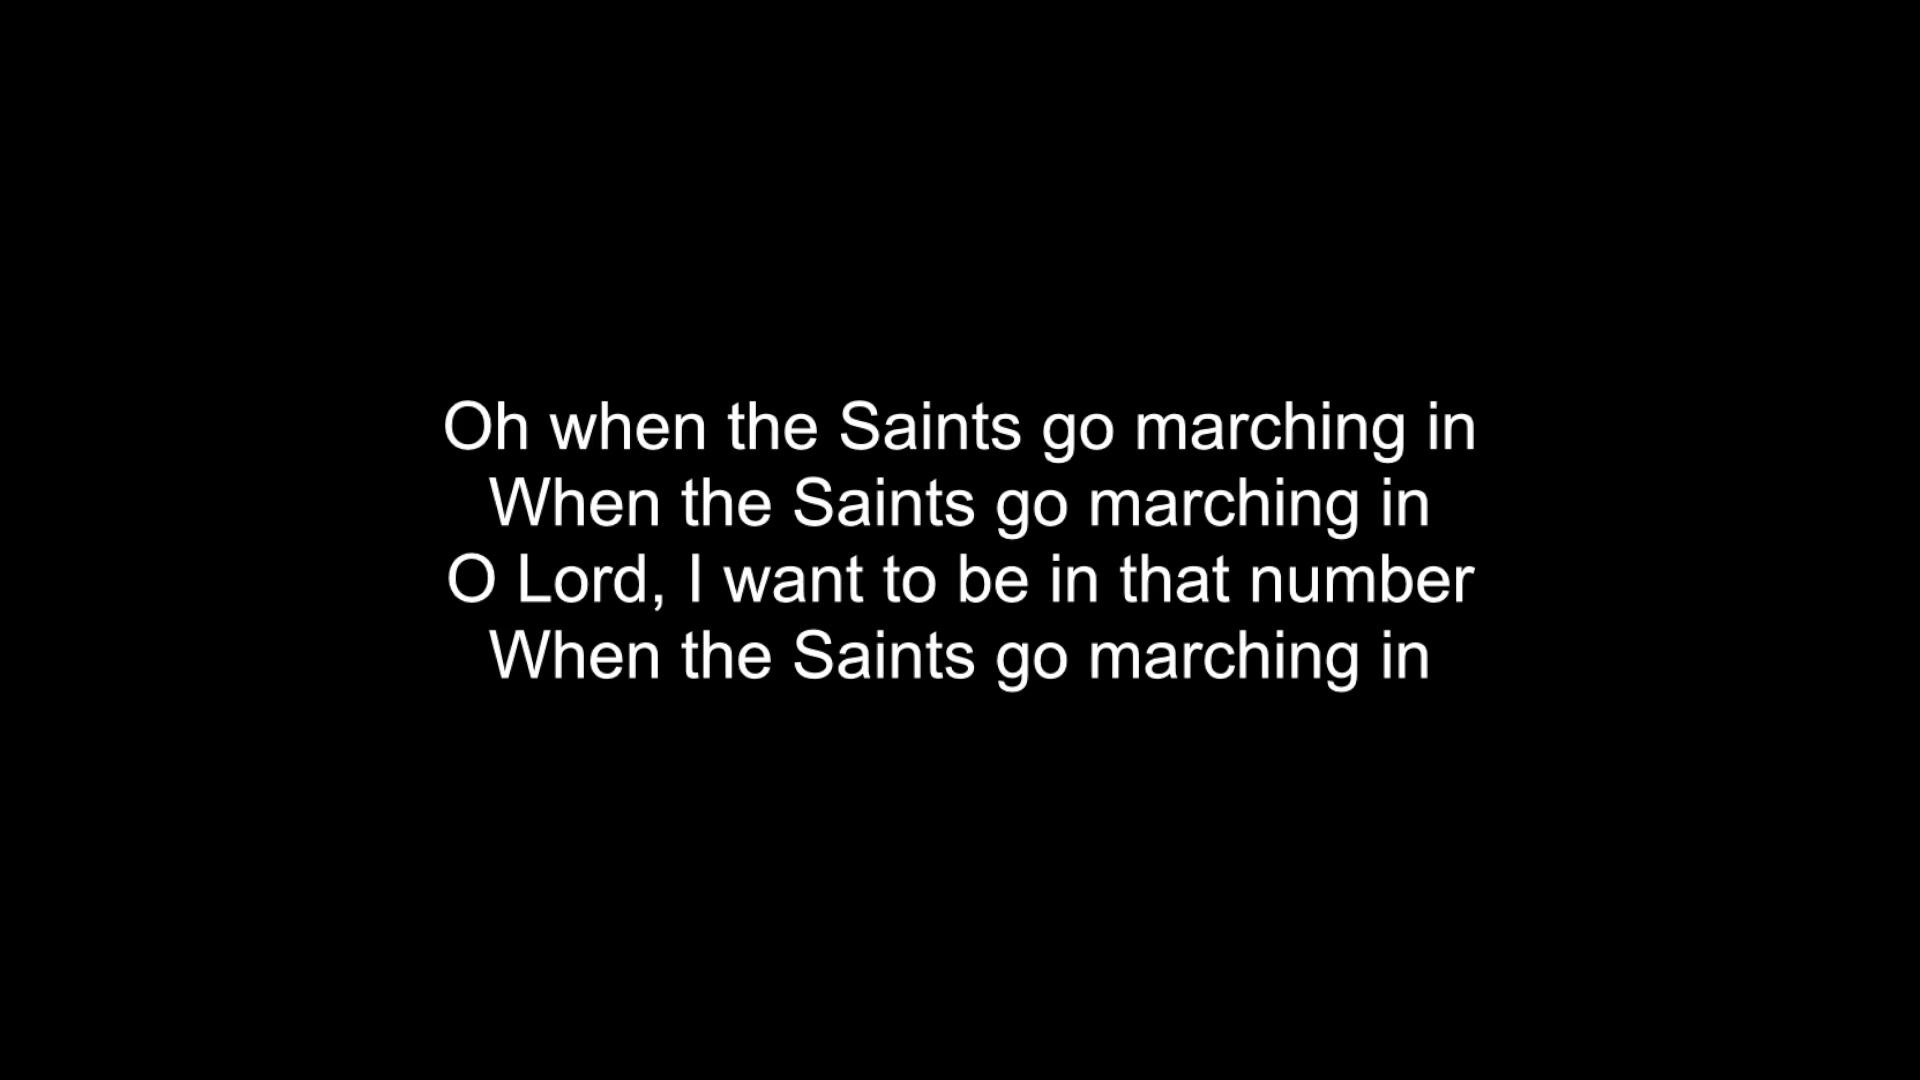 Oh when the Saints go marching in
When the Saints go marching in
O Lord, I want to be in that number
When the Saints go marching in